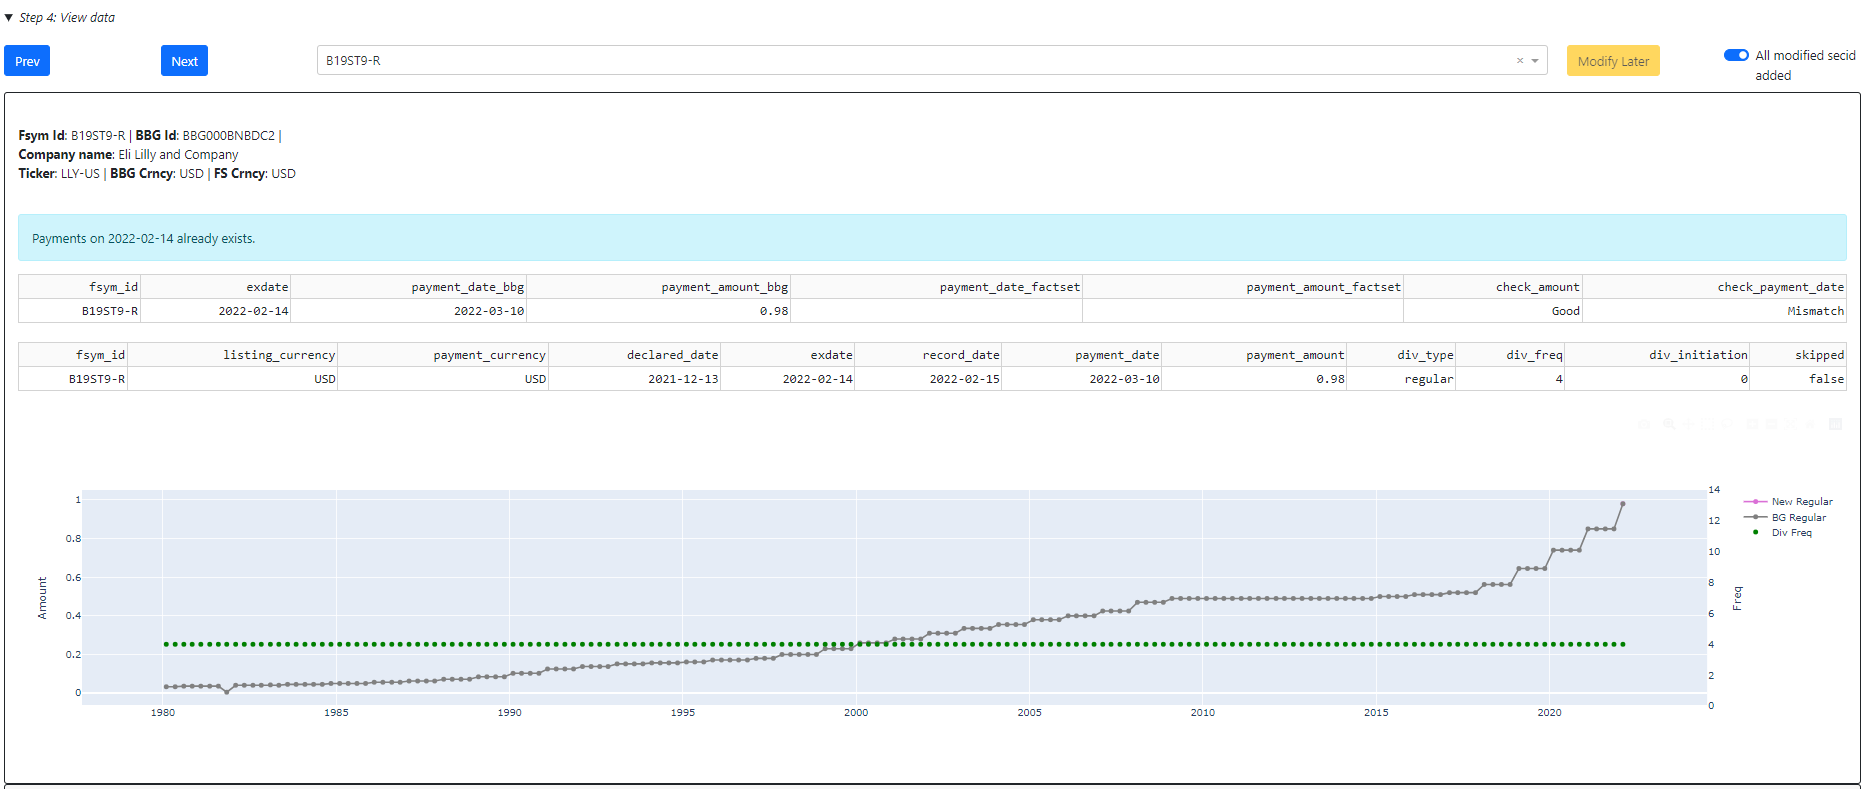 ▼ Step 4: View data
Prev Next B19ST9-R × Modify Later All modified secid added
Fsym Id: B19ST9-R | BBG Id: BBG000BNBDC2 |
Company name: Eli Lilly and Company
Ticker: LLY-US | BBG Crncy: USD | FS Crncy: USD
Payments on 2022-02-14 already exists.
fsym_id exdate payment_date_bbg payment_amount_bbg payment_date_factset payment_amount_factset check_amount check_payment_date
B19ST9-R 2022-02-14 2022-03-10 0.98 Good Mismatch
fsym_id listing_currency payment_currency declared_date exdate record_date payment_date payment_amount div_type div_freq div_initiation skipped
B19ST9-R USD USD 2021-12-13 2022-02-14 2022-02-15 2022-03-10 0.98 regular 4 0 false
Amount
1
0.8
0.6
0.4
0.2
0
1980 1985 1990 1995 2000 2005 2010 2015 2020
14
12
10
8
6
4
2
0
Freq
New Regular
BG Regular
Div Freq